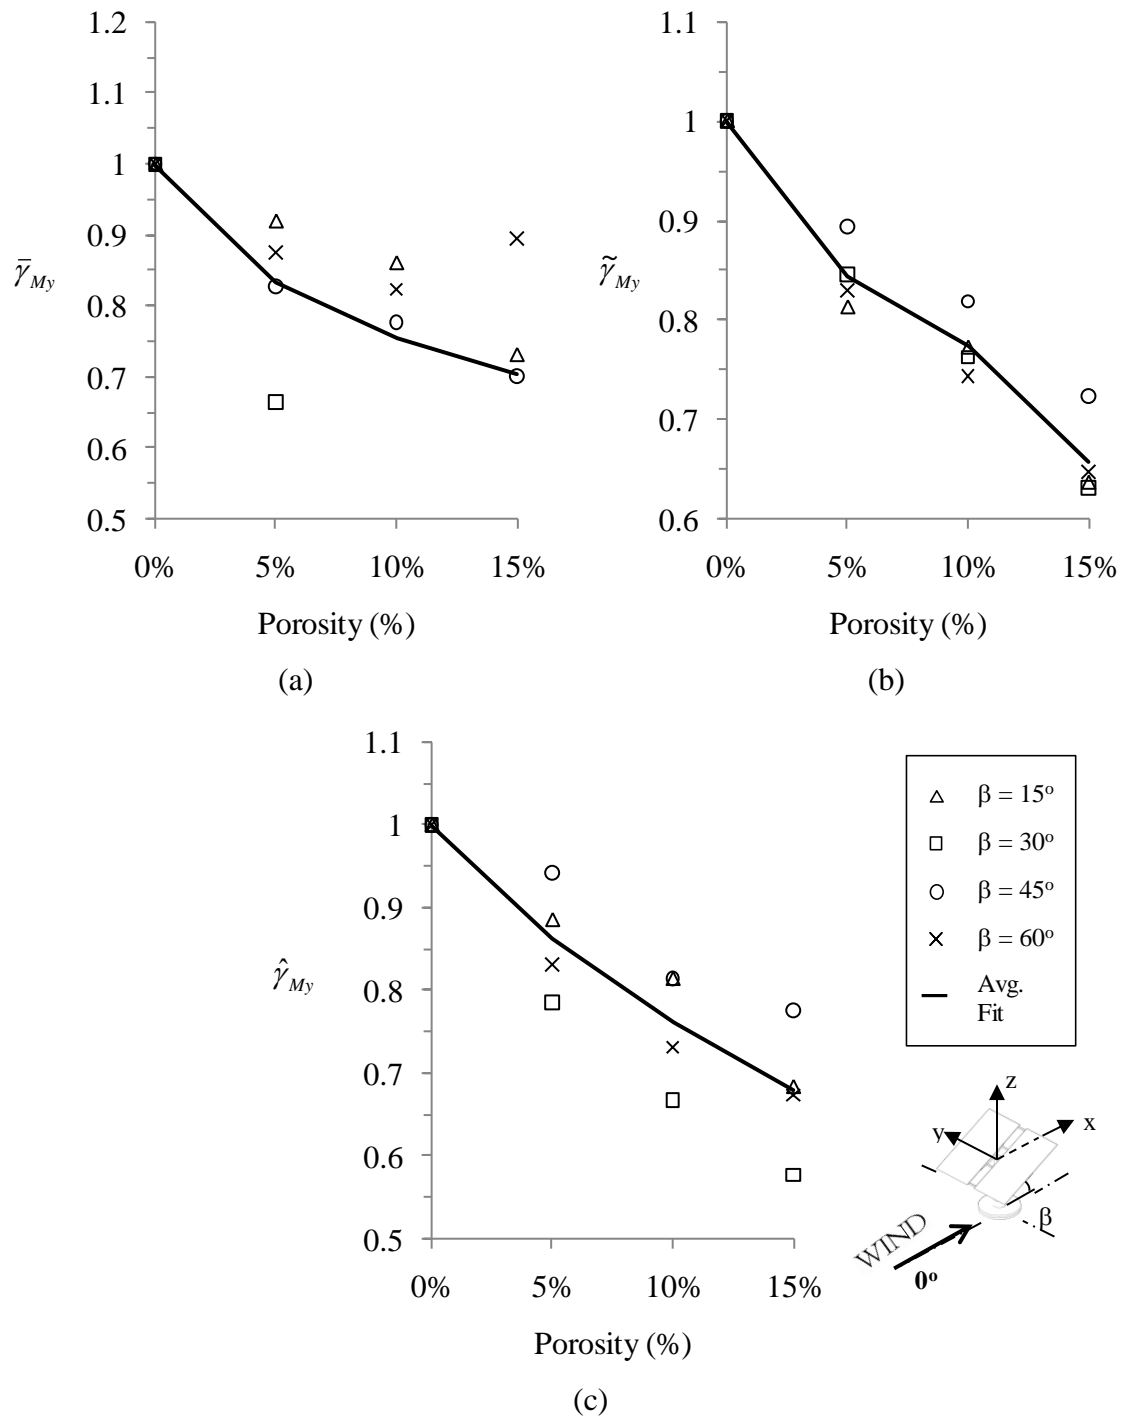 1.2
1.1
1
0.9
0.8
0.7
0.6
0.5
γ̄My
0% 5% 10% 15%
Porosity (%)
(a)
1.1
1
0.9
0.8
0.7
0.6
γ̃My
0% 5% 10% 15%
Porosity (%)
(b)
1.1
1
0.9
0.8
0.7
0.6
0.5
γ̂My
0% 5% 10% 15%
Porosity (%)
(c)
β = 15º
β = 30º
β = 45º
β = 60º
Avg.
Fit
z
y
x
β
WIND
0º